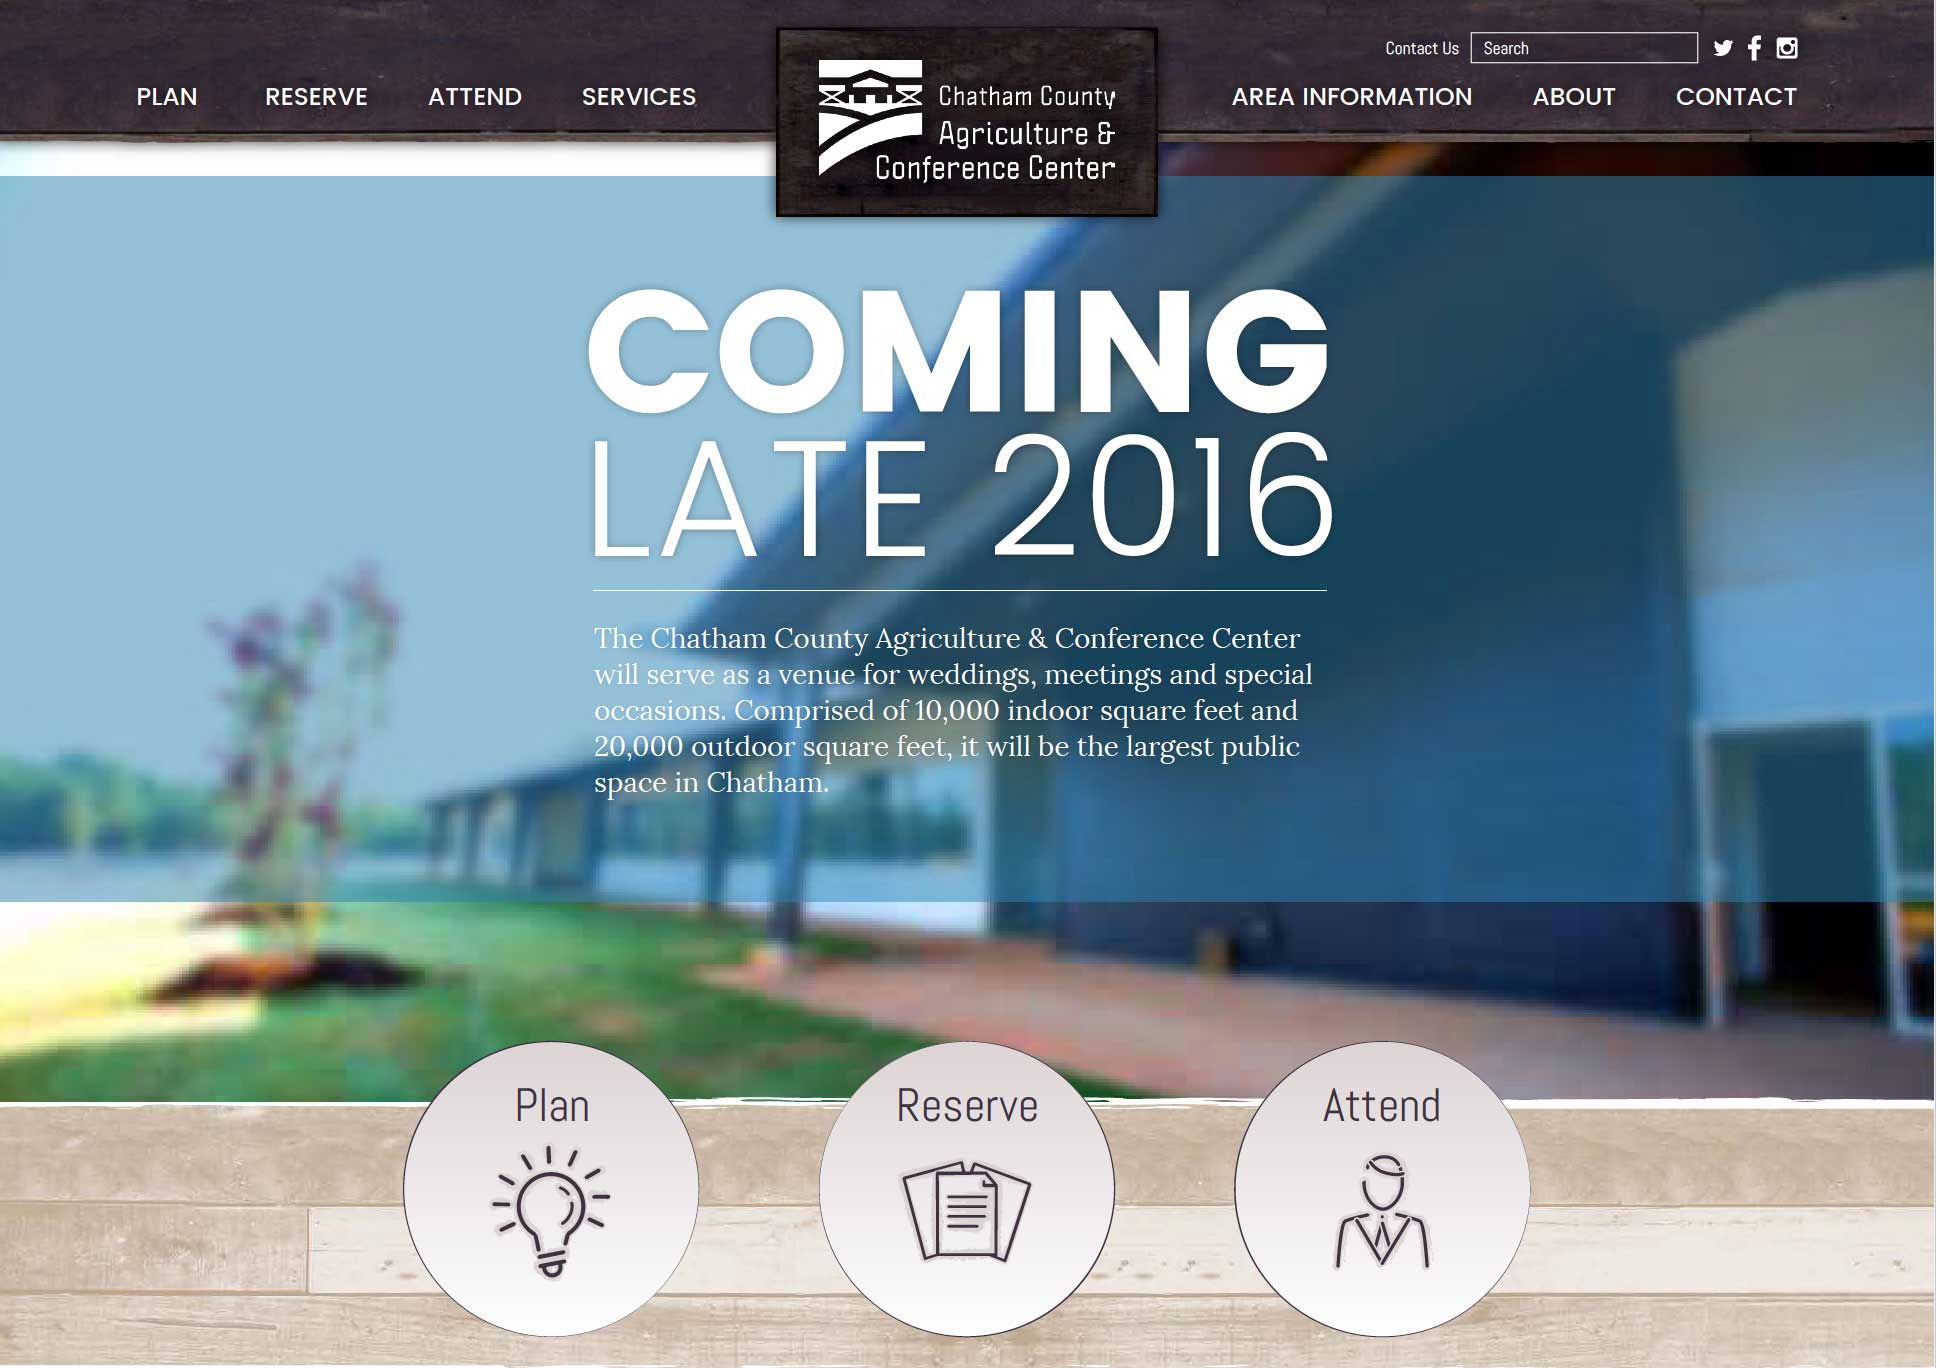 Contact Us
Search
PLAN
RESERVE
ATTEND
SERVICES
Chatham County
Agriculture &
Conference Center
AREA INFORMATION
ABOUT
CONTACT
COMING
LATE 2016
The Chatham County Agriculture & Conference Center
will serve as a venue for weddings, meetings and special
occasions. Comprised of 10,000 indoor square feet and
20,000 outdoor square feet, it will be the largest public
space in Chatham.
Plan
Reserve
Attend